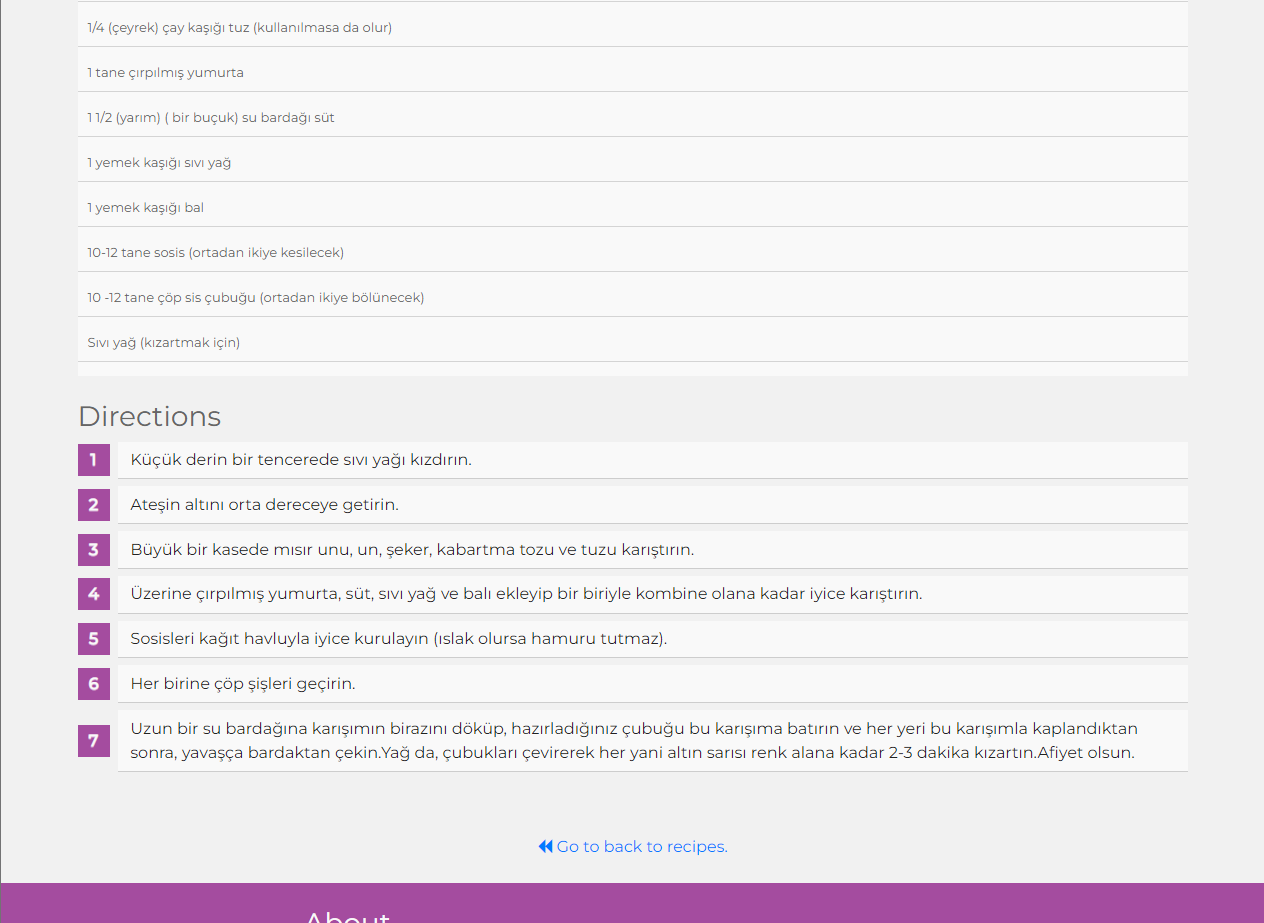 1/4 (çeyrek) çay kaşığı tuz (kullanılmasa da olur)
1 tane çırpılmış yumurta
1 1/2 (yarım) ( bir buçuk) su bardağı süt
1 yemek kaşığı sıvı yağ
1 yemek kaşığı bal
10-12 tane sosis (ortadan ikiye kesilecek)
10 -12 tane çöp sis çubuğu (ortadan ikiye bölünecek)
Sıvı yağ (kızartmak için)
Directions
1 Küçük derin bir tencerede sıvı yağı kızdırın.
2 Ateşin altını orta dereceye getirin.
3 Büyük bir kasede mısır unu, un, şeker, kabartma tozu ve tuzu karıştırın.
4 Üzerine çırpılmış yumurta, süt, sıvı yağ ve balı ekleyip bir biriyle kombine olana kadar iyice karıştırın.
5 Sosisleri kağıt havluyla iyice kurulayın (ıslak olursa hamuru tutmaz).
6 Her birine çöp şişleri geçirin.
7 Uzun bir su bardağına karışımın birazını döküp, hazırladığınız çubuğu bu karışıma batırın ve her yeri bu karışımla kaplandıktan
sonra, yavaşça bardaktan çekin.Yağ da, çubukları çevirerek her yani altın sarısı renk alana kadar 2-3 dakika kızartın.Afiyet olsun.
Go to back to recipes.
About